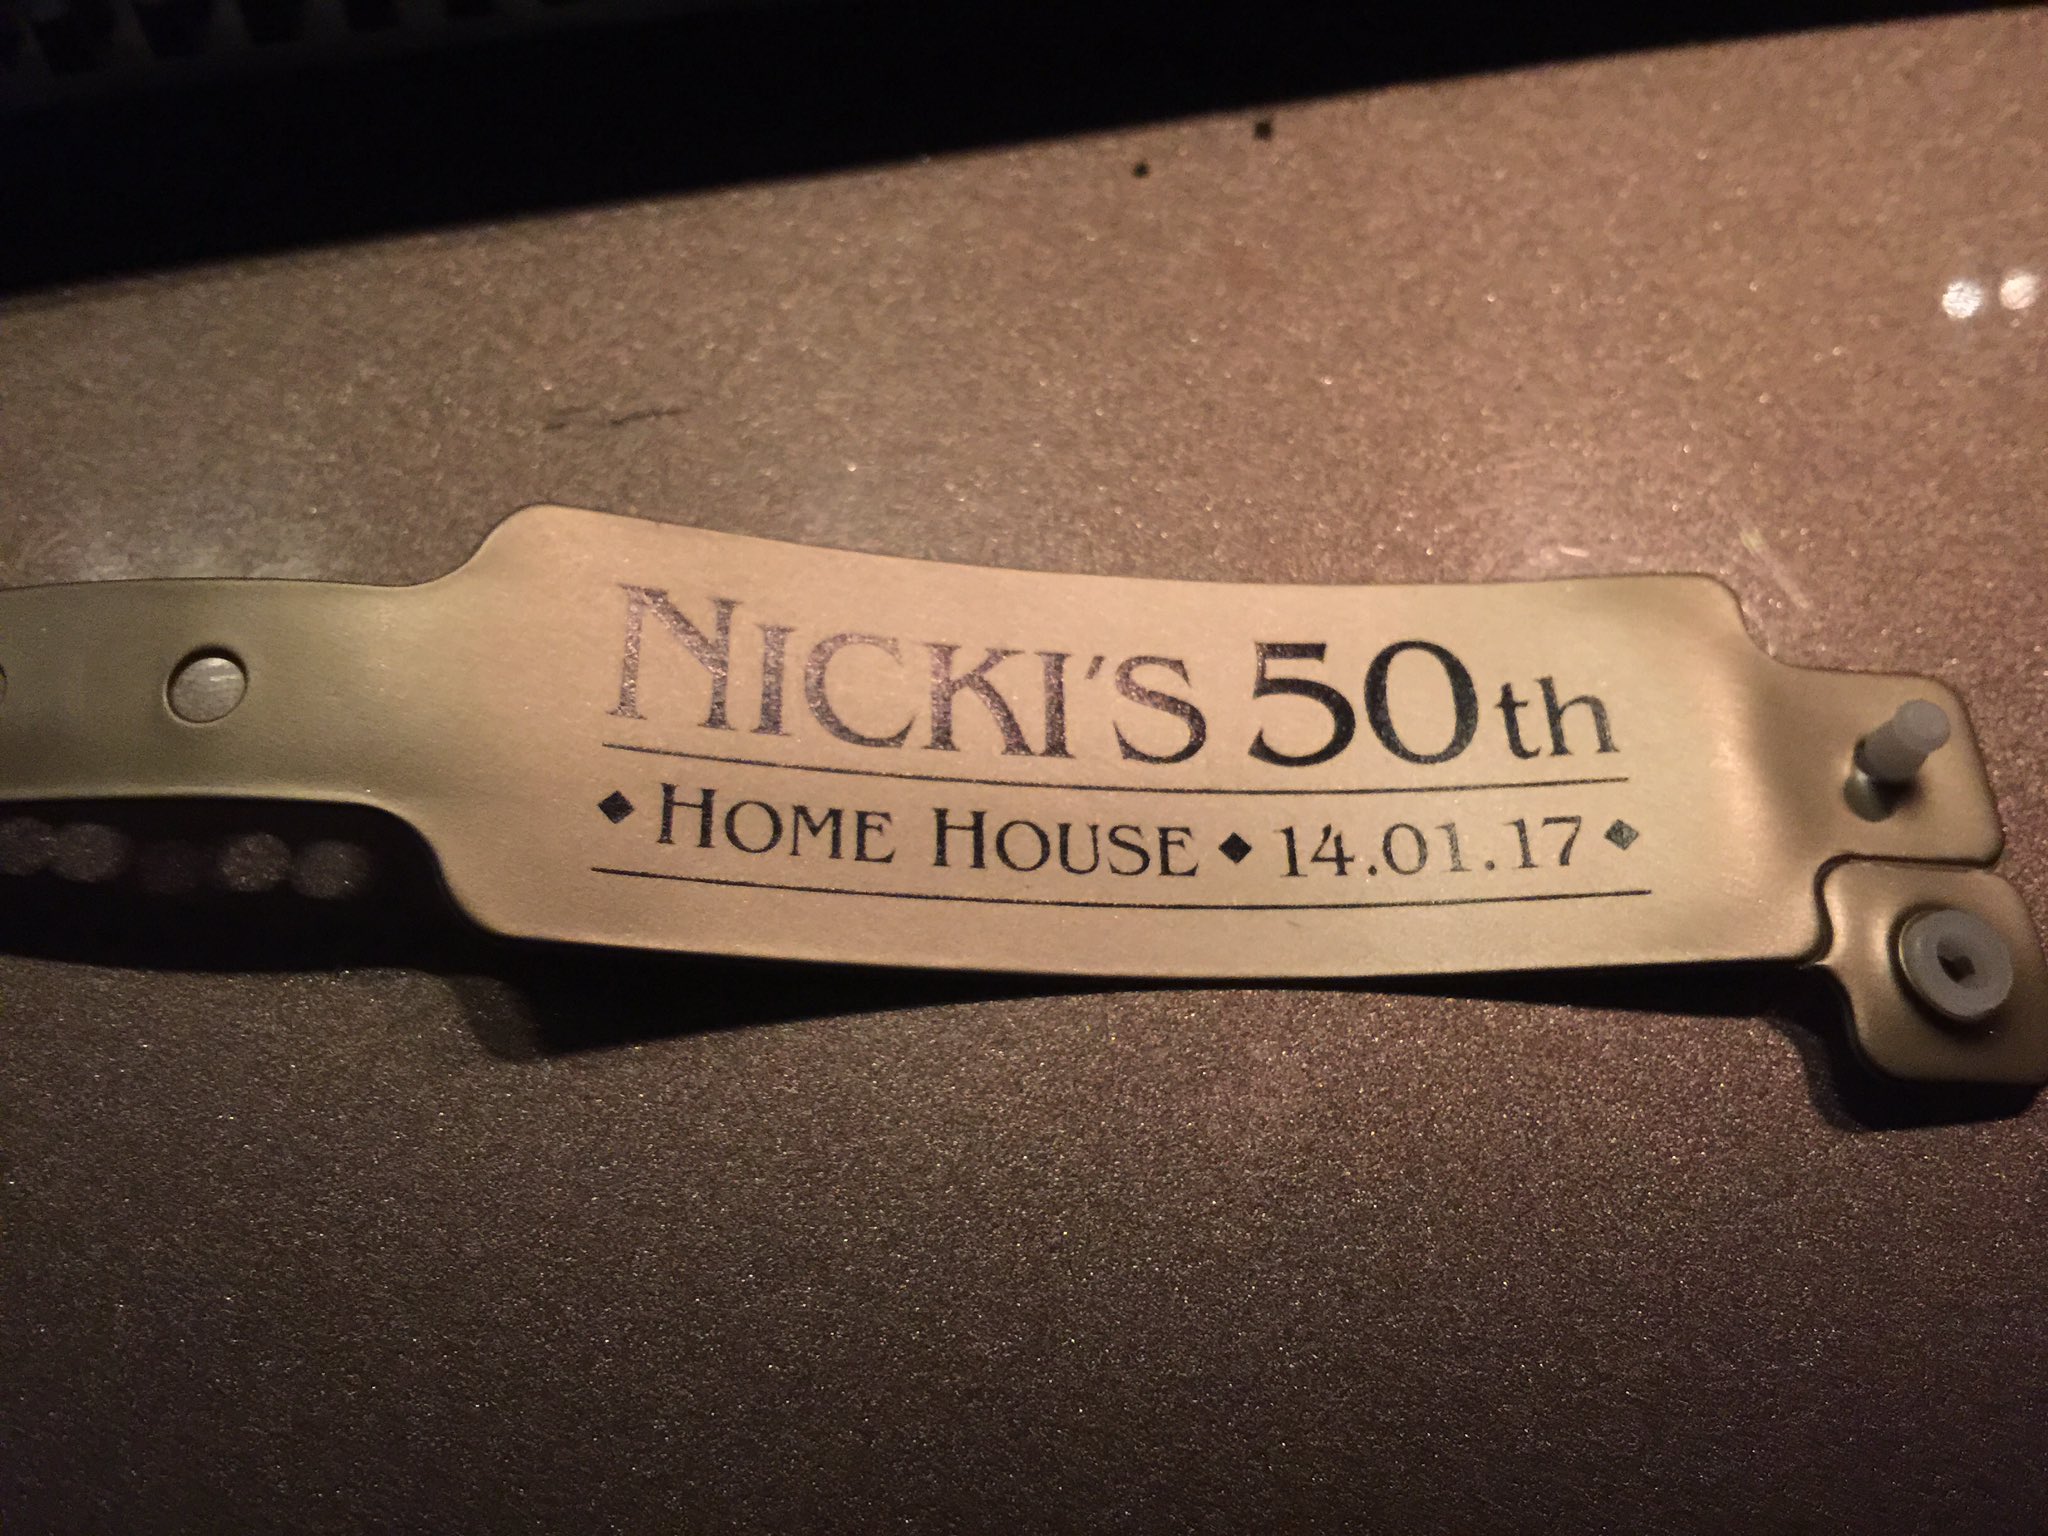 NICKI'S 50th
◆ HOME HOUSE ◆ 14.01.17 ◆